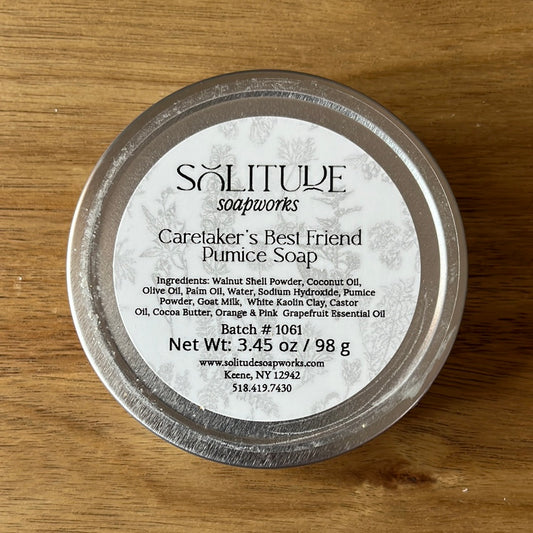 SOLITUDE
soapworks
Caretaker's Best Friend
Pumice Soap
Ingredients: Walnut Shell Powder, Coconut Oil,
Olive Oil, Palm Oil, Water, Sodium Hydroxide, Pumice
Powder, Goat Milk, White Kaolin Clay, Castor
Oil, Cocoa Butter, Orange & Pink Grapefruit Essential Oil
Batch # 1061
Net Wt: 3.45 oz / 98 g
www.solitudesoapworks.com
Keene, NY 12942
518.419.7430